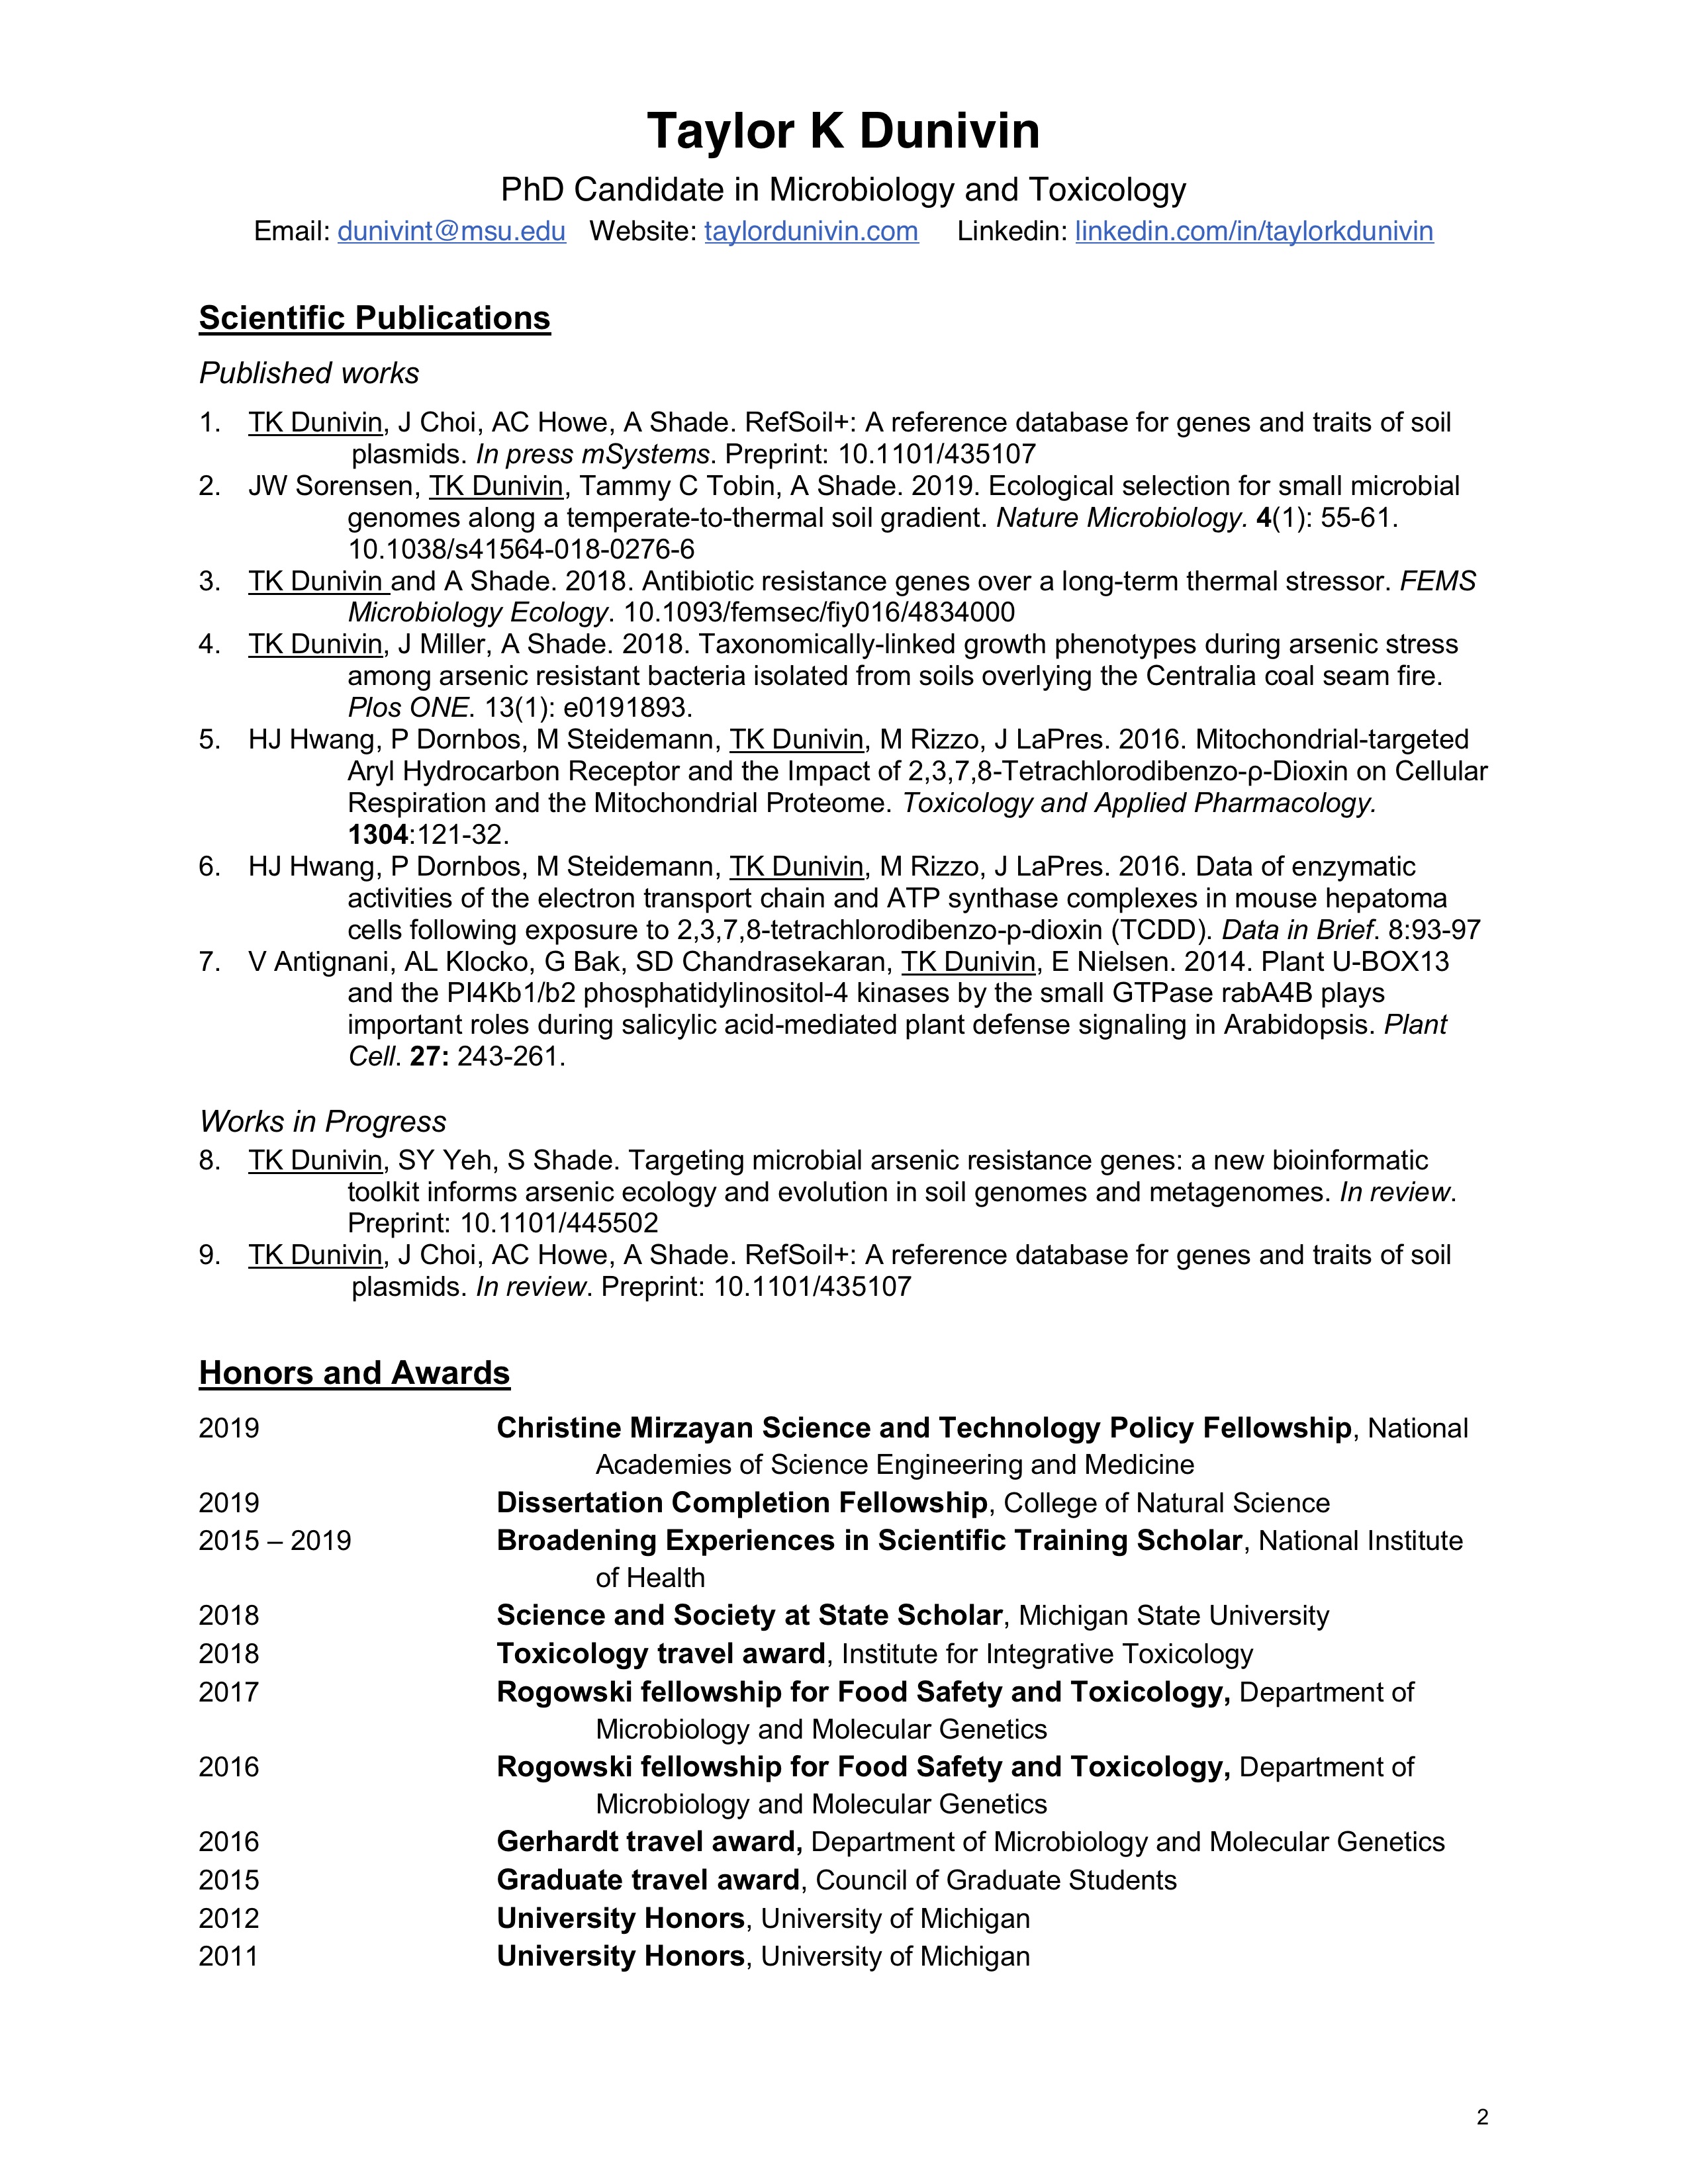 Taylor K Dunivin
PhD Candidate in Microbiology and Toxicology
Email: dunivint@msu.edu Website: taylordunivin.com Linkedin: linkedin.com/in/taylorkdunivin
Scientific Publications
Published works
1. TK Dunivin, J Choi, AC Howe, A Shade. RefSoil+: A reference database for genes and traits of soil
plasmids. In press mSystems. Preprint: 10.1101/435107
2. JW Sorensen, TK Dunivin, Tammy C Tobin, A Shade. 2019. Ecological selection for small microbial
genomes along a temperate-to-thermal soil gradient. Nature Microbiology. 4(1): 55-61.
10.1038/s41564-018-0276-6
3. TK Dunivin and A Shade. 2018. Antibiotic resistance genes over a long-term thermal stressor. FEMS
Microbiology Ecology. 10.1093/femsec/fiy016/4834000
4. TK Dunivin, J Miller, A Shade. 2018. Taxonomically-linked growth phenotypes during arsenic stress
among arsenic resistant bacteria isolated from soils overlying the Centralia coal seam fire.
Plos ONE. 13(1): e0191893.
5. HJ Hwang, P Dornbos, M Steidemann, TK Dunivin, M Rizzo, J LaPres. 2016. Mitochondrial-targeted
Aryl Hydrocarbon Receptor and the Impact of 2,3,7,8-Tetrachlorodibenzo-ρ-Dioxin on Cellular
Respiration and the Mitochondrial Proteome. Toxicology and Applied Pharmacology.
1304:121-32.
6. HJ Hwang, P Dornbos, M Steidemann, TK Dunivin, M Rizzo, J LaPres. 2016. Data of enzymatic
activities of the electron transport chain and ATP synthase complexes in mouse hepatoma
cells following exposure to 2,3,7,8-tetrachlorodibenzo-p-dioxin (TCDD). Data in Brief. 8:93-97
7. V Antignani, AL Klocko, G Bak, SD Chandrasekaran, TK Dunivin, E Nielsen. 2014. Plant U-BOX13
and the PI4Kb1/b2 phosphatidylinositol-4 kinases by the small GTPase rabA4B plays
important roles during salicylic acid-mediated plant defense signaling in Arabidopsis. Plant
Cell. 27: 243-261.
Works in Progress
8. TK Dunivin, SY Yeh, S Shade. Targeting microbial arsenic resistance genes: a new bioinformatic
toolkit informs arsenic ecology and evolution in soil genomes and metagenomes. In review.
Preprint: 10.1101/445502
9. TK Dunivin, J Choi, AC Howe, A Shade. RefSoil+: A reference database for genes and traits of soil
plasmids. In review. Preprint: 10.1101/435107
Honors and Awards
2019 Christine Mirzayan Science and Technology Policy Fellowship, National
Academies of Science Engineering and Medicine
2019 Dissertation Completion Fellowship, College of Natural Science
2015 – 2019 Broadening Experiences in Scientific Training Scholar, National Institute
of Health
2018 Science and Society at State Scholar, Michigan State University
2018 Toxicology travel award, Institute for Integrative Toxicology
2017 Rogowski fellowship for Food Safety and Toxicology, Department of
Microbiology and Molecular Genetics
2016 Rogowski fellowship for Food Safety and Toxicology, Department of
Microbiology and Molecular Genetics
2016 Gerhardt travel award, Department of Microbiology and Molecular Genetics
2015 Graduate travel award, Council of Graduate Students
2012 University Honors, University of Michigan
2011 University Honors, University of Michigan
2